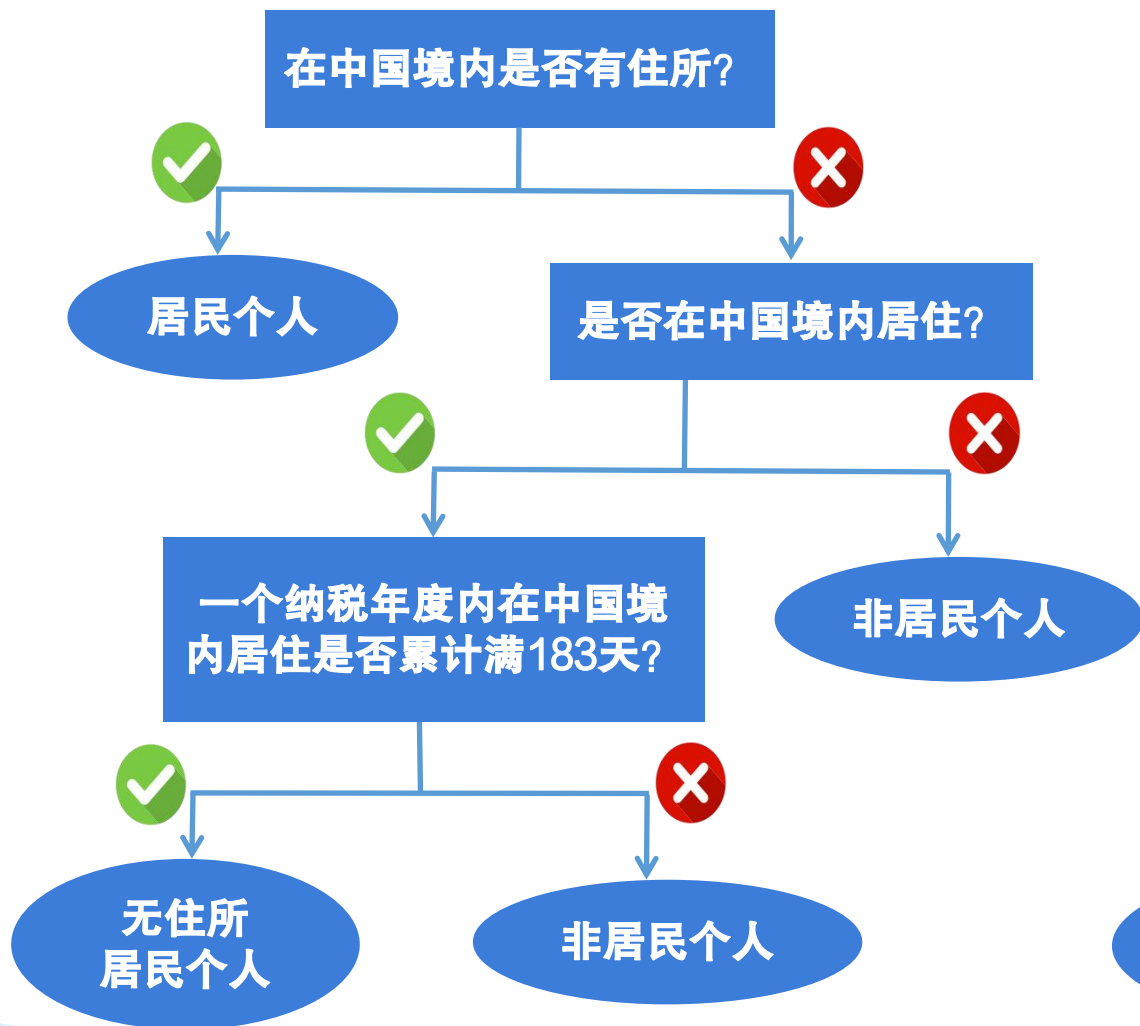 在中国境内是否有住所?
居民个人
是否在中国境内居住?
一个纳税年度内在中国境
内居住是否累计满183天?
非居民个人
无住所
居民个人
非居民个人